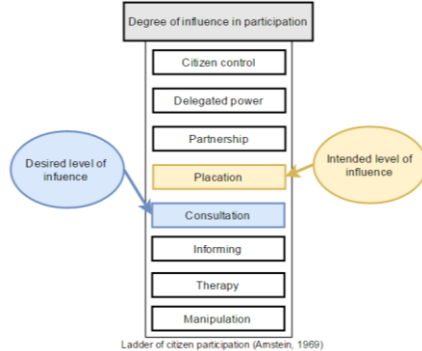 Degree of influence in participation
Citizen control
Delegated power
Partnership
Desired level of
infuence
Intended level of
influence
Placation
Consultation
Informing
Therapy
Manipulation
Ladder of citizen participation (Arnstein, 1969)